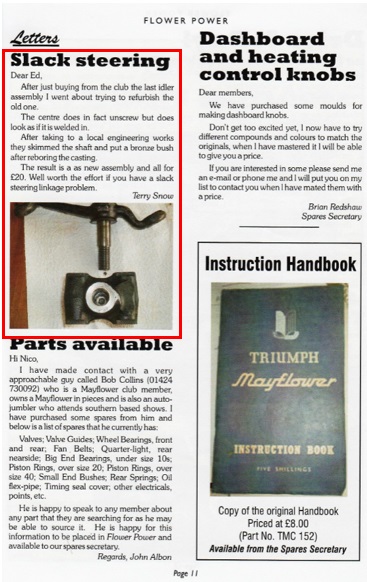 FLOWER POWER
Letters
Slack steering
Dear Ed,
After just buying from the club the last idler
assembly I went about trying to refurbish the
old one.
The centre does in fact unscrew but does
look as if it is welded in.
After taking to a local engineering works
they skimmed the shaft and put a bronze bush
after reboring the casting.
The result is a as new assembly and all for
£20. Well worth the effort if you have a slack
steering linkage problem.
Terry Snow
Parts available
Hi Nico,
I have made contact with a very
approachable guy called Bob Collins (01424
730092) who is a Mayflower club member,
owns a Mayflower in pieces and is also an auto-
jumbler who attends southern based shows. I
have purchased some spares from him and
below is a list of spares that he currently has:
Valves; Valve Guides; Wheel Bearings, front
and rear; Fan Belts; Quarter-light, rear
nearside; Big End Bearings, under size 10s;
Piston Rings, over size 20; Piston Rings, over
size 40; Small End Bushes; Rear Springs; Oil
flex-pipe; Timing seal cover; other electricals,
points, etc.
He is happy to speak to any member about
any part that they are searching for as he may
be able to source it. He is happy for this
information to be placed in Flower Power and
available to our spares secretary.
Regards, John Albon
Dashboard
and heating
control knobs
Dear members,
We have purchased some moulds for
making dashboard knobs.
Don't get too excited yet, I now have to try
different compounds and colours to match the
originals, when I have mastered it I will be able
to give you a price.
If you are interested in some please send me
an e-mail or phone me and I will put you on my
list to contact you when I have mated them with
a price.
Brian Redshaw
Spares Secretary
Instruction Handbook
TRIUMPH
Mayflower
INSTRUCTION BOOK
FIVE SHILLINGS
Copy of the original Handbook
Priced at £8.00
(Part No. TMC 152)
Available from the Spares Secretary
Page 11